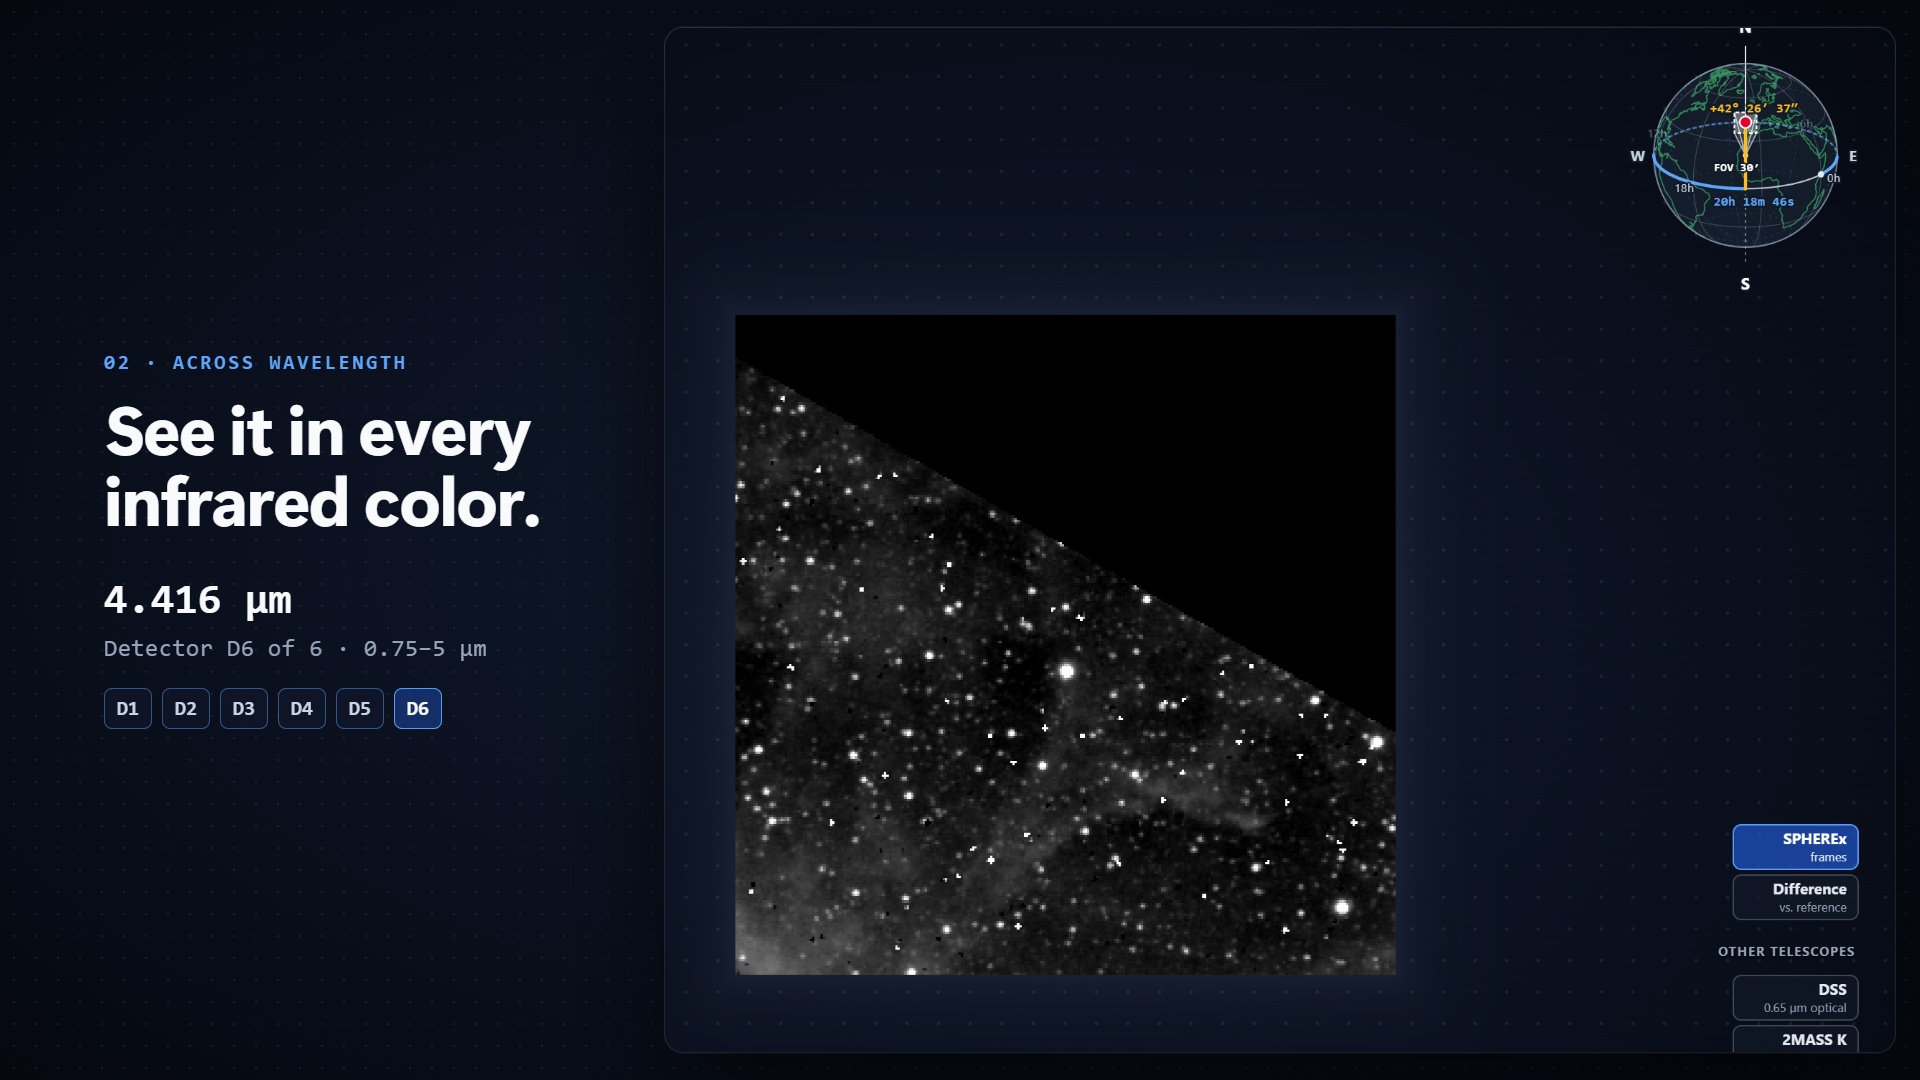 02 · ACROSS WAVELENGTH
See it in every
infrared color.
4.416 µm
Detector D6 of 6 · 0.75–5 µm
D1 D2 D3 D4 D5 D6
N
+42° 26′ 37″
12h
6h
W
E
FOV 30′
18h
0h
20h 18m 46s
S
SPHEREx
frames
Difference
vs. reference
OTHER TELESCOPES
DSS
0.65 µm optical
2MASS K